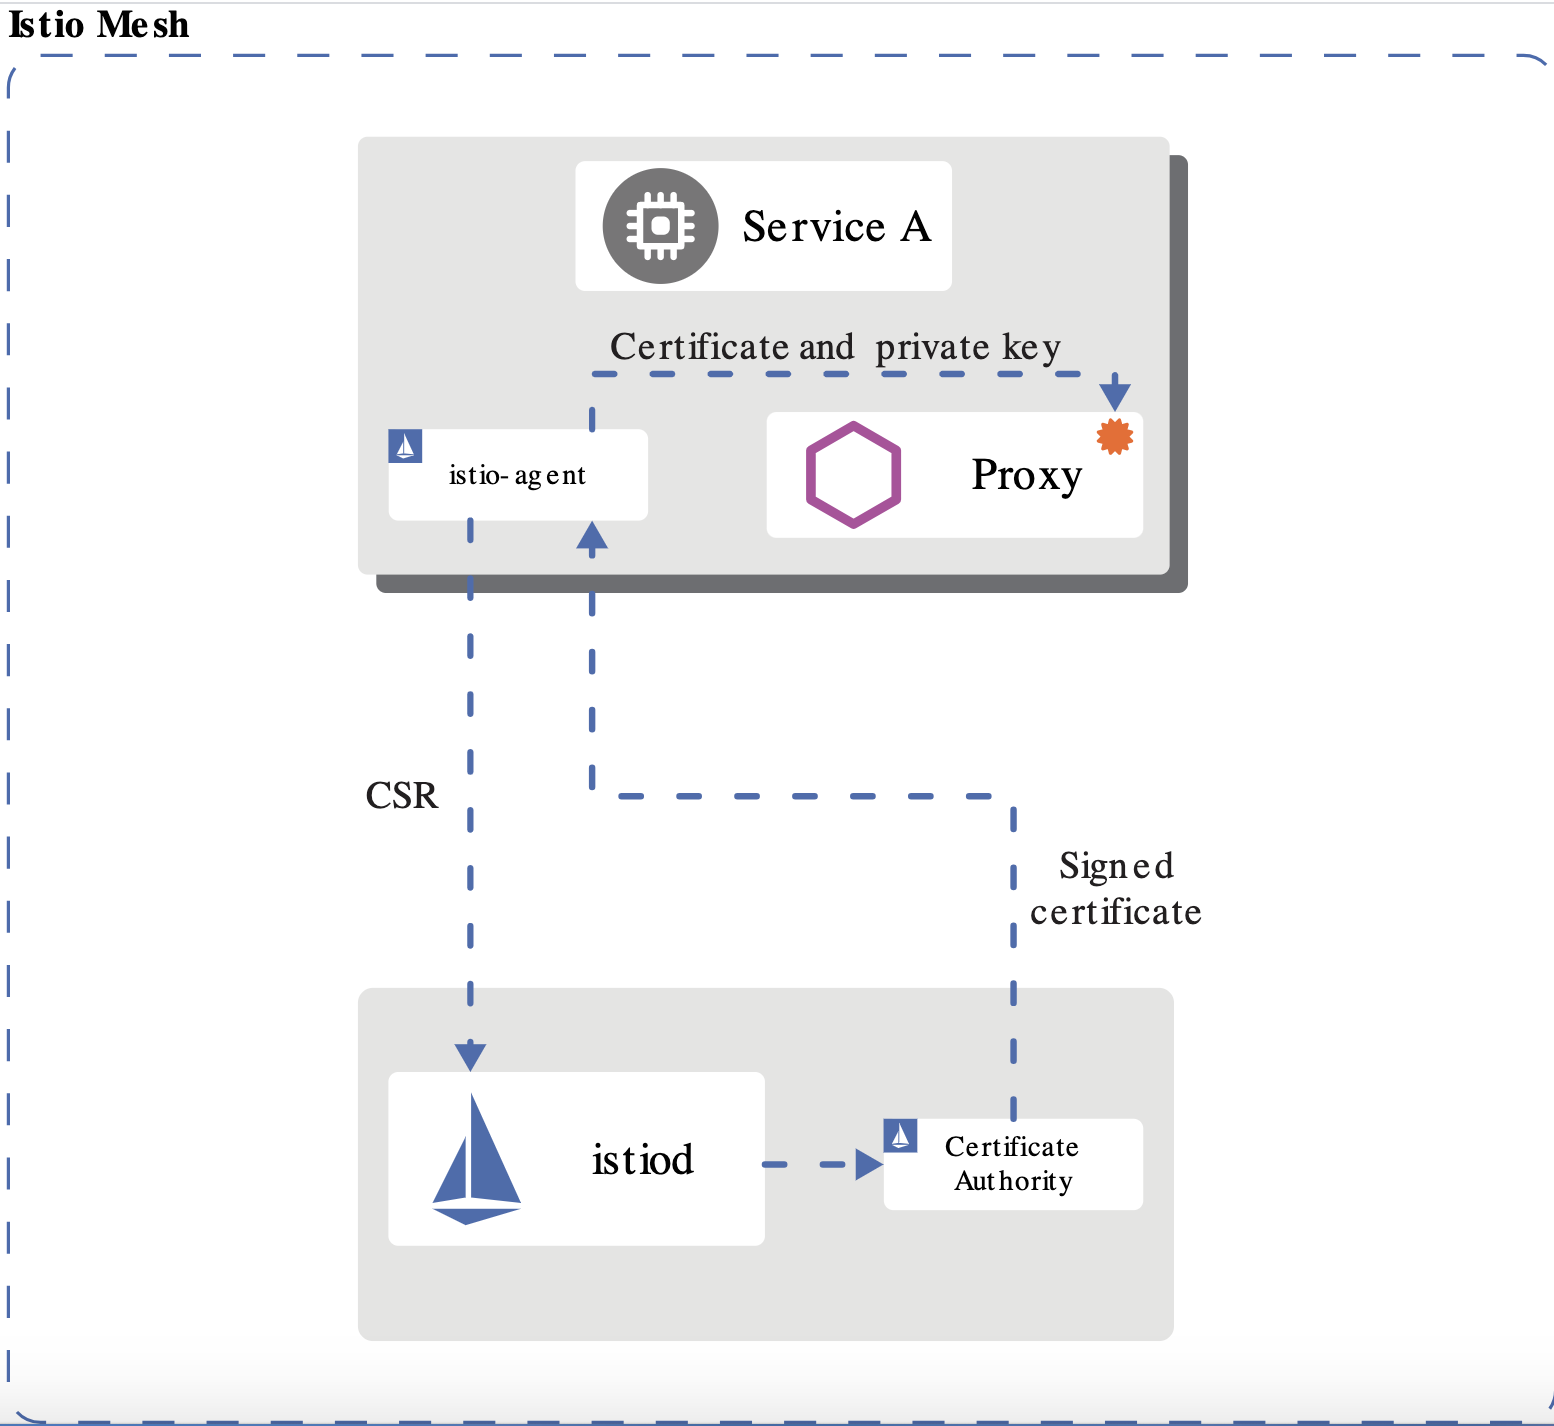 Istio Mesh
Service A
Certificate and private key
istio-agent
Proxy
CSR
Signed
certificate
istiod
Certificate
Authority